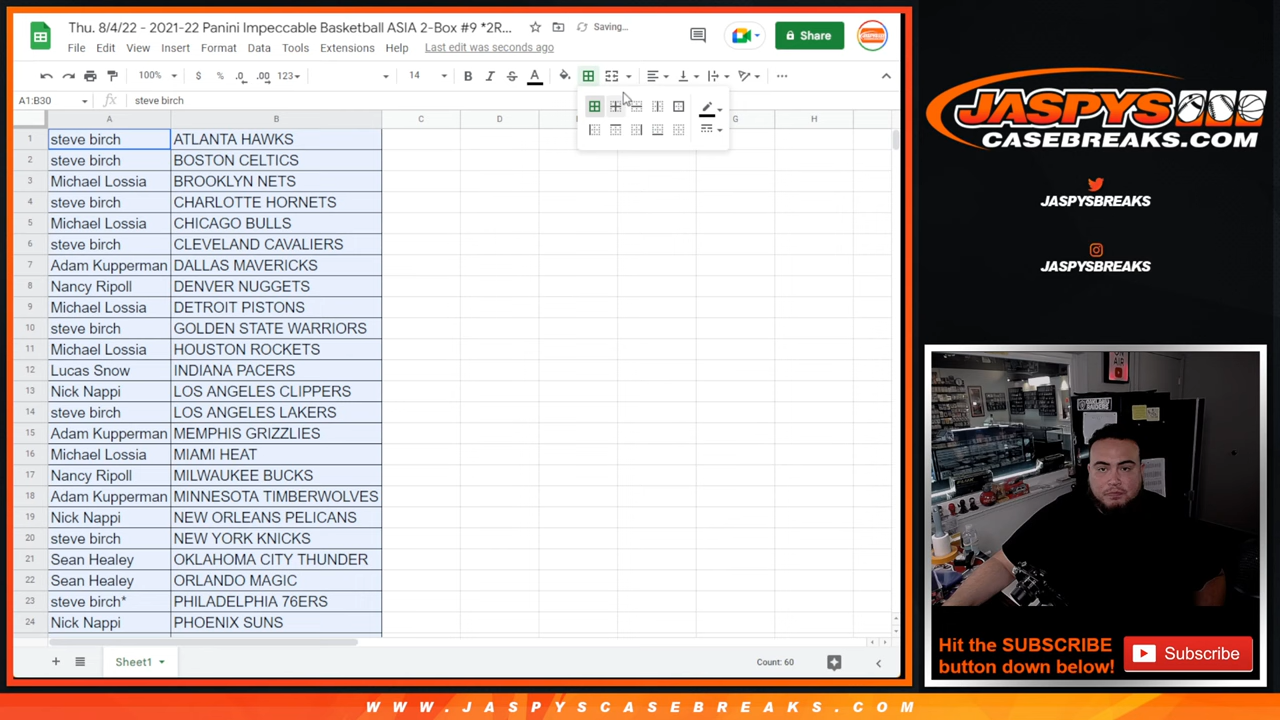 Thu. 8/4/22 - 2021-22 Panini Impeccable Basketball ASIA 2-Box #9 *2R...
Saving...
File Edit View Insert Format Data Tools Extensions Help Last edit was seconds ago
Share
100% $ % .0 .00 123 14 B I S A
A1:B30 fx steve birch
A B C D G H
1 steve birch ATLANTA HAWKS
2 steve birch BOSTON CELTICS
3 Michael Lossia BROOKLYN NETS
4 steve birch CHARLOTTE HORNETS
5 Michael Lossia CHICAGO BULLS
6 steve birch CLEVELAND CAVALIERS
7 Adam Kupperman DALLAS MAVERICKS
8 Nancy Ripoll DENVER NUGGETS
9 Michael Lossia DETROIT PISTONS
10 steve birch GOLDEN STATE WARRIORS
11 Michael Lossia HOUSTON ROCKETS
12 Lucas Snow INDIANA PACERS
13 Nick Nappi LOS ANGELES CLIPPERS
14 steve birch LOS ANGELES LAKERS
15 Adam Kupperman MEMPHIS GRIZZLIES
16 Michael Lossia MIAMI HEAT
17 Nancy Ripoll MILWAUKEE BUCKS
18 Adam Kupperman MINNESOTA TIMBERWOLVES
19 Nick Nappi NEW ORLEANS PELICANS
20 steve birch NEW YORK KNICKS
21 Sean Healey OKLAHOMA CITY THUNDER
22 Sean Healey ORLANDO MAGIC
23 steve birch* PHILADELPHIA 76ERS
24 Nick Nappi PHOENIX SUNS
Sheet1
Count: 60
JASPYS
CASEBREAKS.COM
JASPYSBREAKS
JASPYSBREAKS
ON AIR
Hit the SUBSCRIBE
button down below!
Subscribe
WWW.JASPYSCASEBREAKS.COM